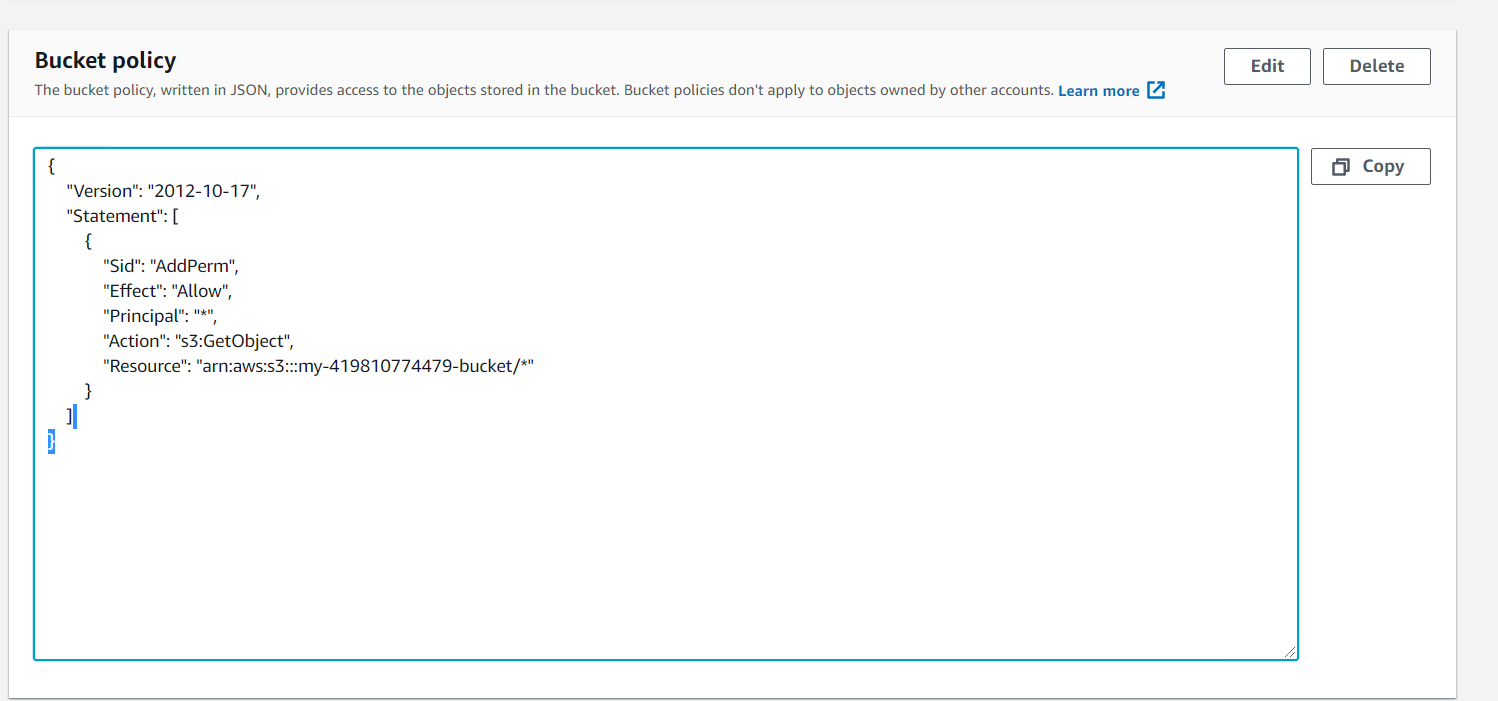 Bucket policy
Edit
Delete
The bucket policy, written in JSON, provides access to the objects stored in the bucket. Bucket policies don't apply to objects owned by other accounts. Learn more
Copy
{
"Version": "2012-10-17",
"Statement": [
{
"Sid": "AddPerm",
"Effect": "Allow",
"Principal": "*",
"Action": "s3:GetObject",
"Resource": "arn:aws:s3:::my-419810774479-bucket/*"
}
]
}